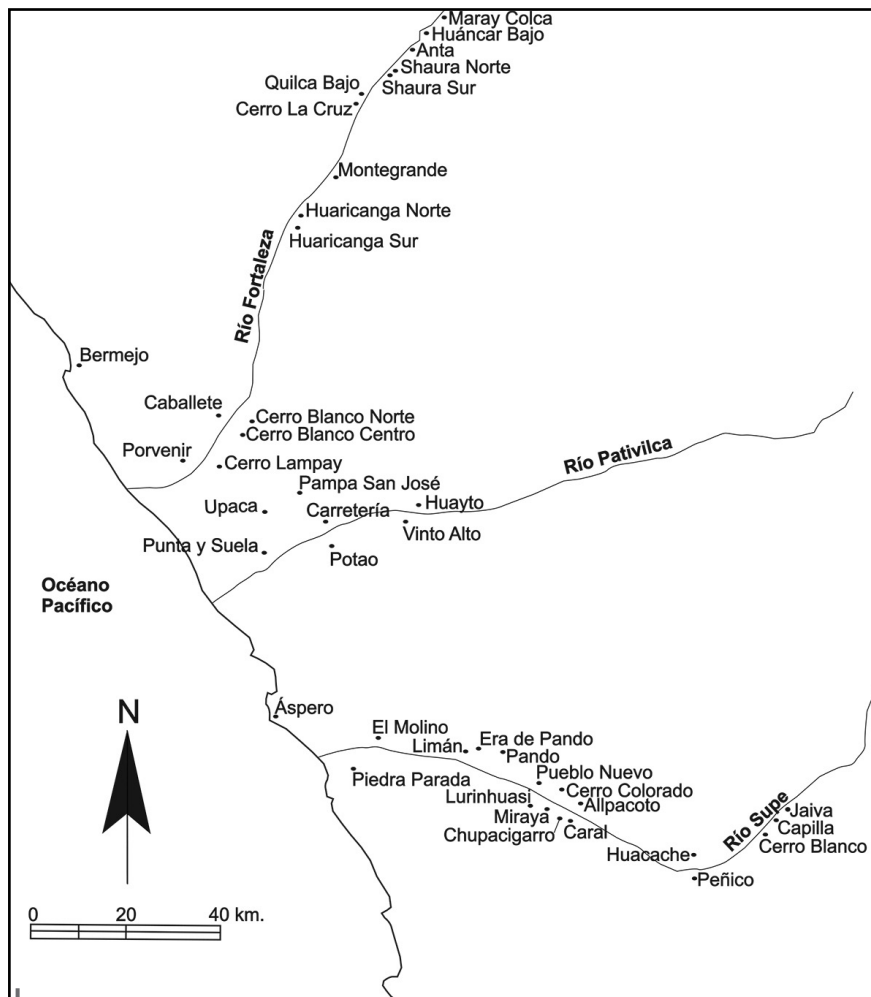 Maray Colca
Huáncar Bajo
Anta
Shaura Norte
Quilca Bajo
Shaura Sur
Cerro La Cruz
Montegrande
Huaricanga Norte
Huaricanga Sur
Río Fortaleza
Bermejo
Caballete
Cerro Blanco Norte
Cerro Blanco Centro
Porvenir
Cerro Lampay
Río Pativilca
Pampa San José
Upaca
Carretería
Huayto
Vinto Alto
Punta y Suela
Potao
Océano
Pacífico
N
Áspero
El Molino
Limán
Era de Pando
Pando
Piedra Parada
Pueblo Nuevo
Lurinhuasi
Cerro Colorado
Miraya
Allpacoto
Chupacigarro
Caral
Río Supe
Jaiva
Capilla
Cerro Blanco
Huacache
Peñico
0 20 40 km.